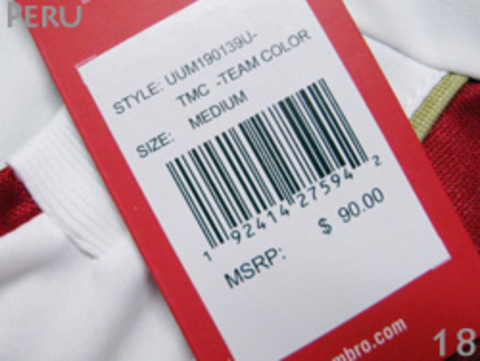 PERU
STYLE: UUM190139U-
TMC -TEAM COLOR
SIZE: MEDIUM
1 92414 27594 2
MSRP: $ 90.00
mbro.com
18